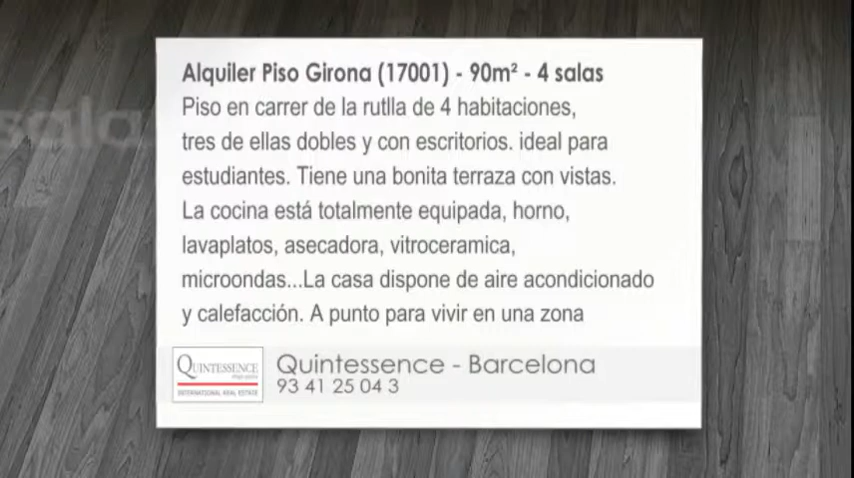 sala
Alquiler Piso Girona (17001) - 90m² - 4 salas
Piso en carrer de la rutlla de 4 habitaciones,
tres de ellas dobles y con escritorios. ideal para
estudiantes. Tiene una bonita terraza con vistas.
La cocina está totalmente equipada, horno,
lavaplatos, asecadora, vitroceramica,
microondas...La casa dispone de aire acondicionado
y calefacción. A punto para vivir en una zona
QUINTESSENCE
INTERNATIONAL REAL ESTATE
Quintessence - Barcelona
93 41 25 04 3